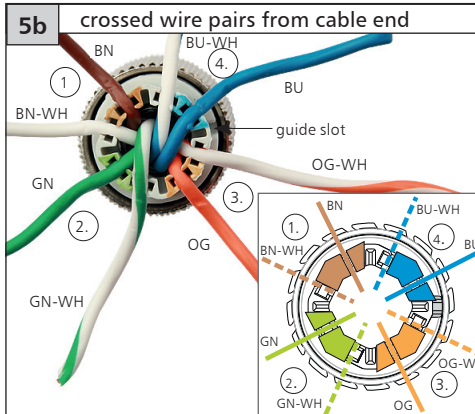 5b
crossed wire pairs from cable end
BN
BU-WH
1
4.
BU
BN-WH
guide slot
OG-WH
GN
3.
2.
OG
GN-WH
BN
BU-WH
1.
4.
BN-WH
BU
GN
OG-W
2.
3.
GN-WH
OG